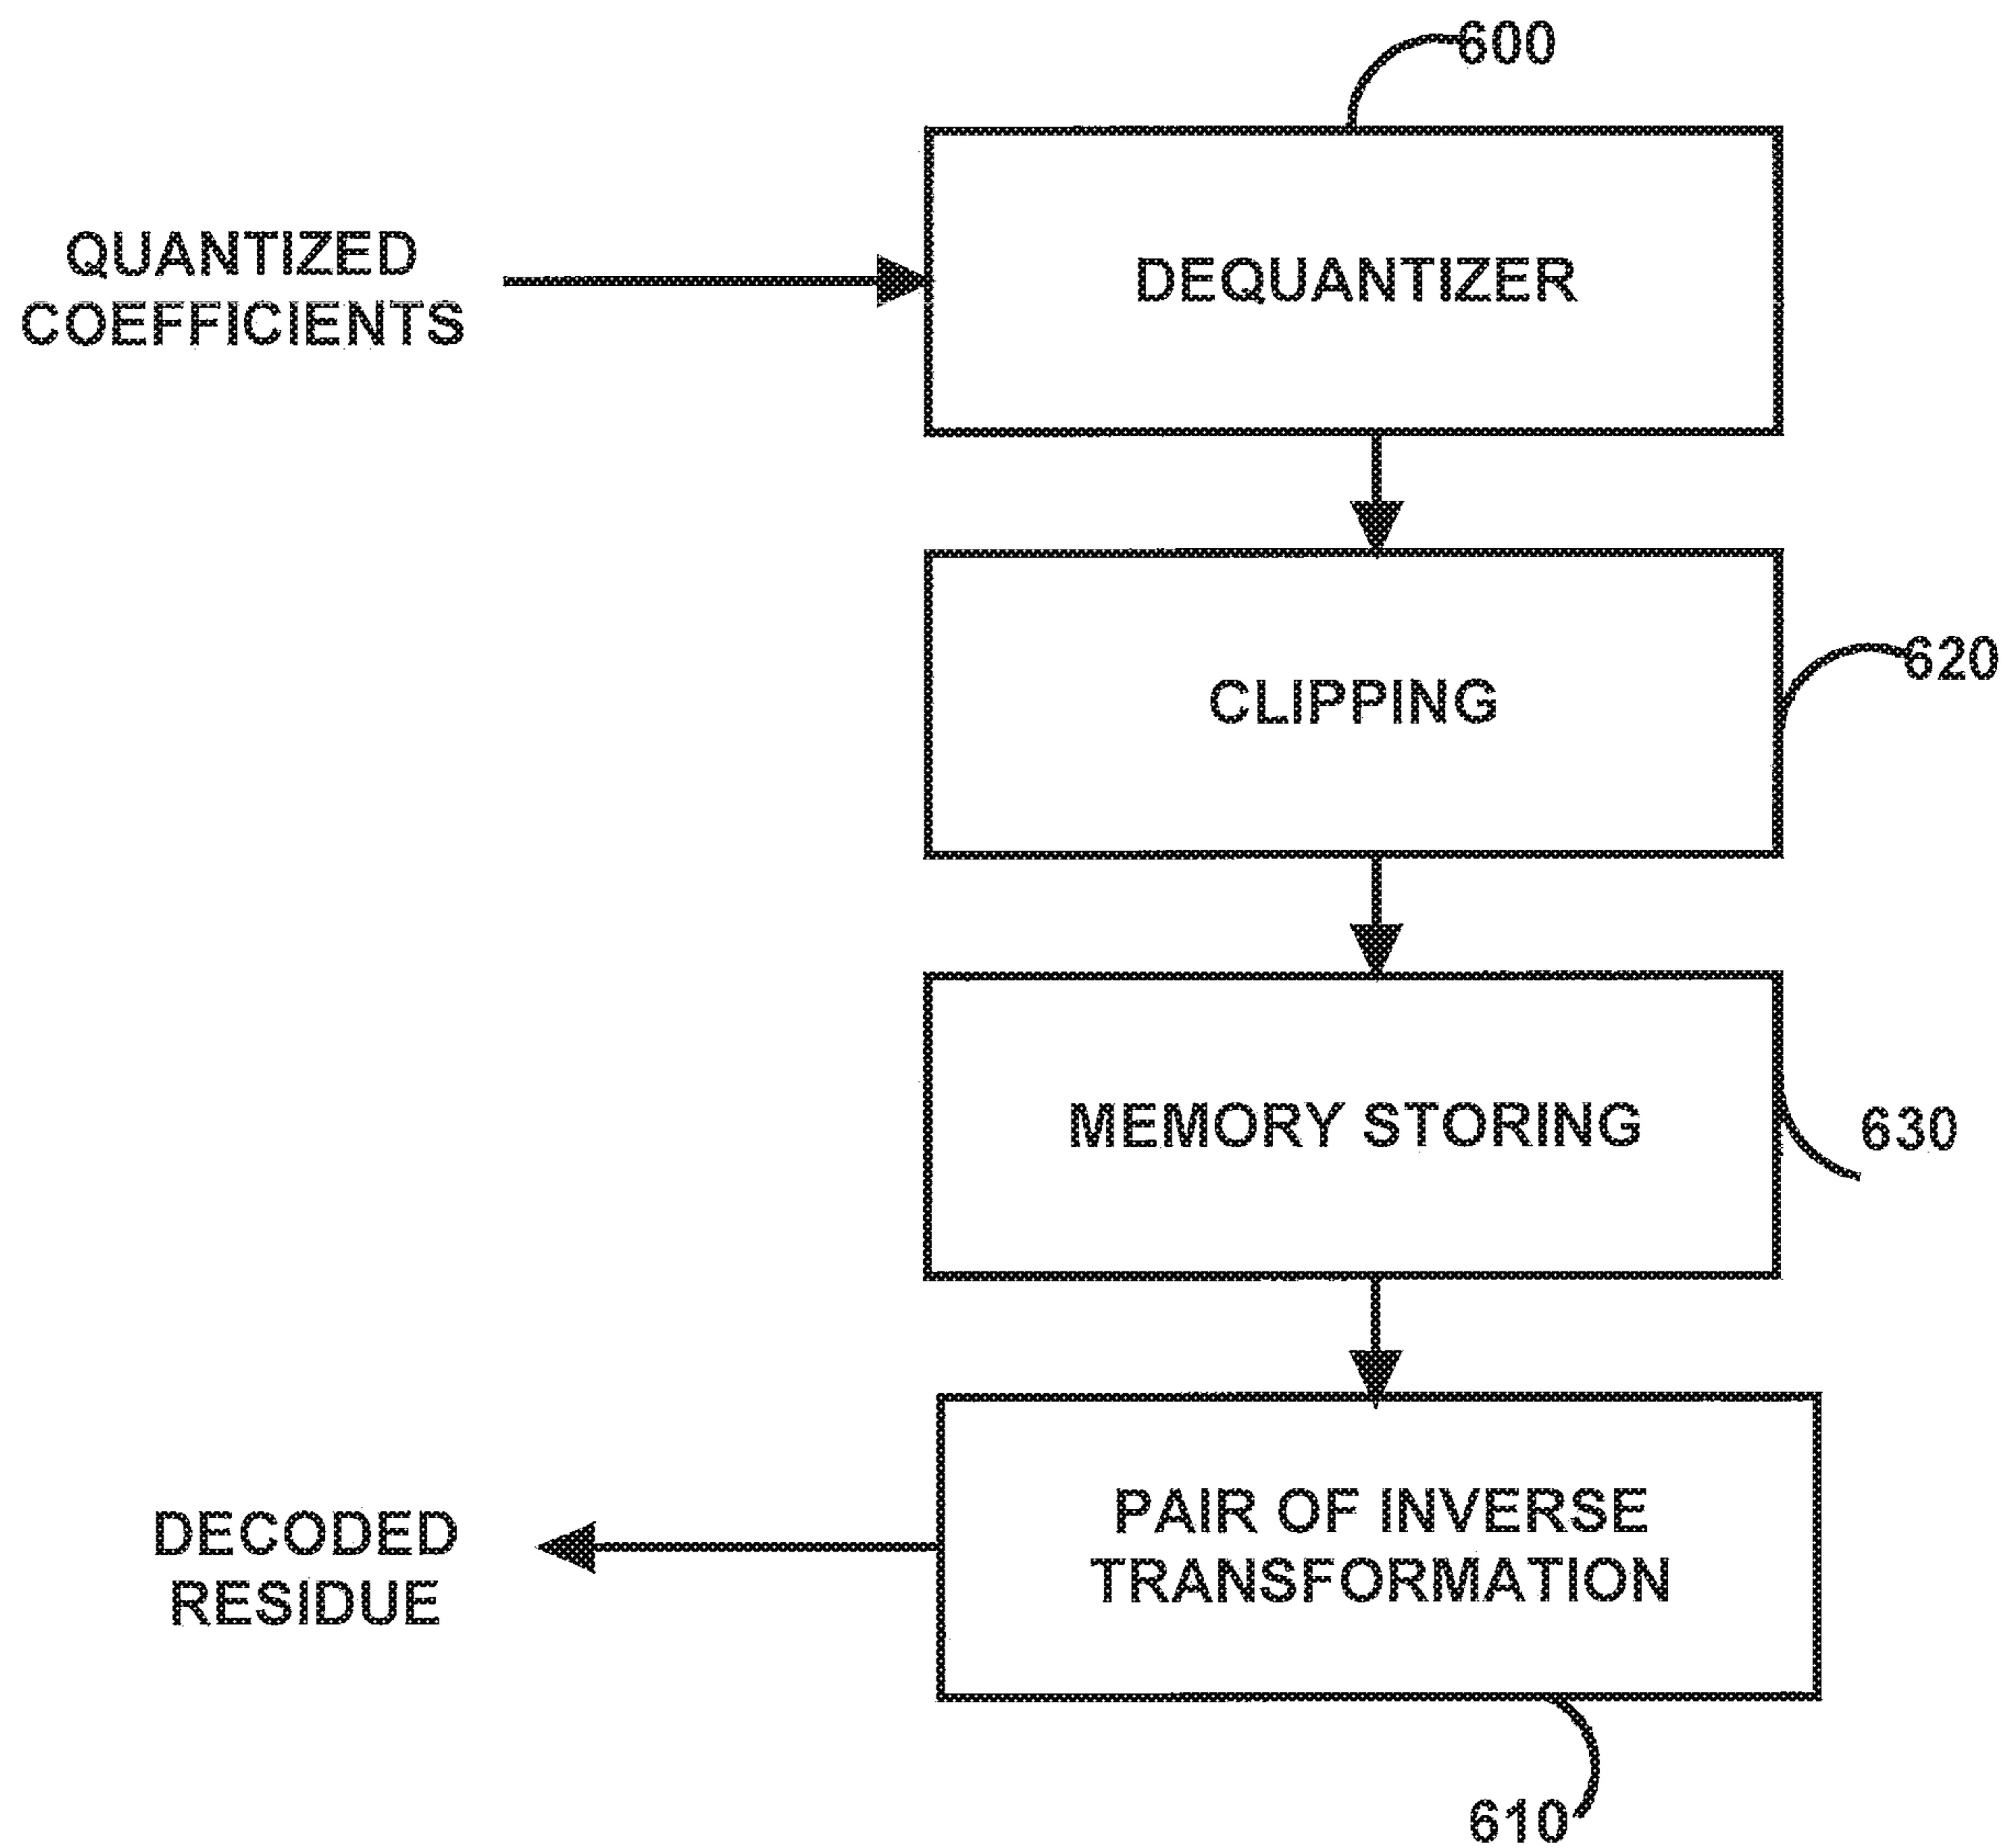 600
QUANTIZED
COEFFICIENTS
DEQUANTIZER
CLIPPING
620
MEMORY STORING
630
PAIR OF INVERSE
TRANSFORMATION
DECODED
RESIDUE
610